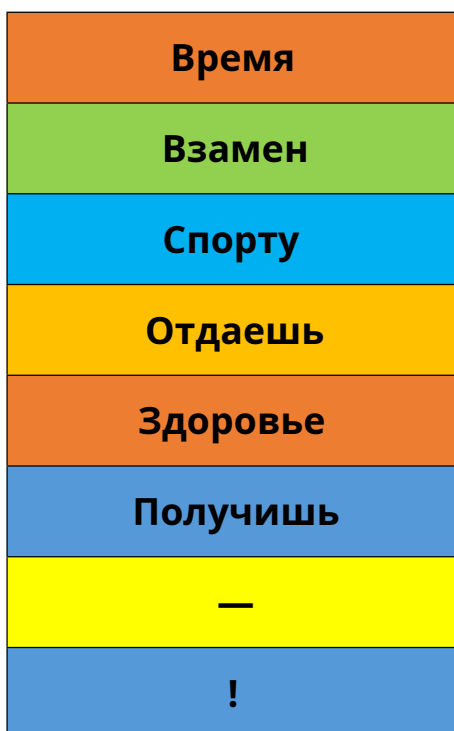 Время
Взамен
Спорту
Отдаешь
Здоровье
Получишь
—
!